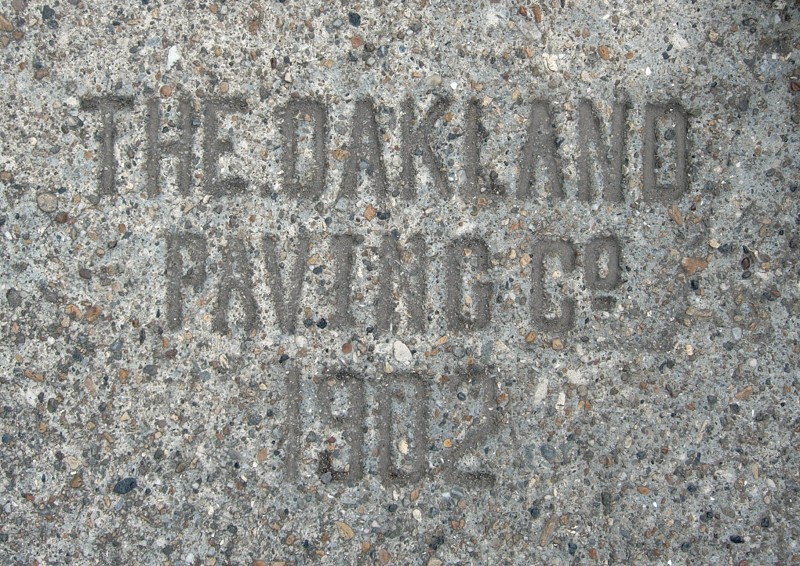 THE OAKLAND
PAVING Cº
1902